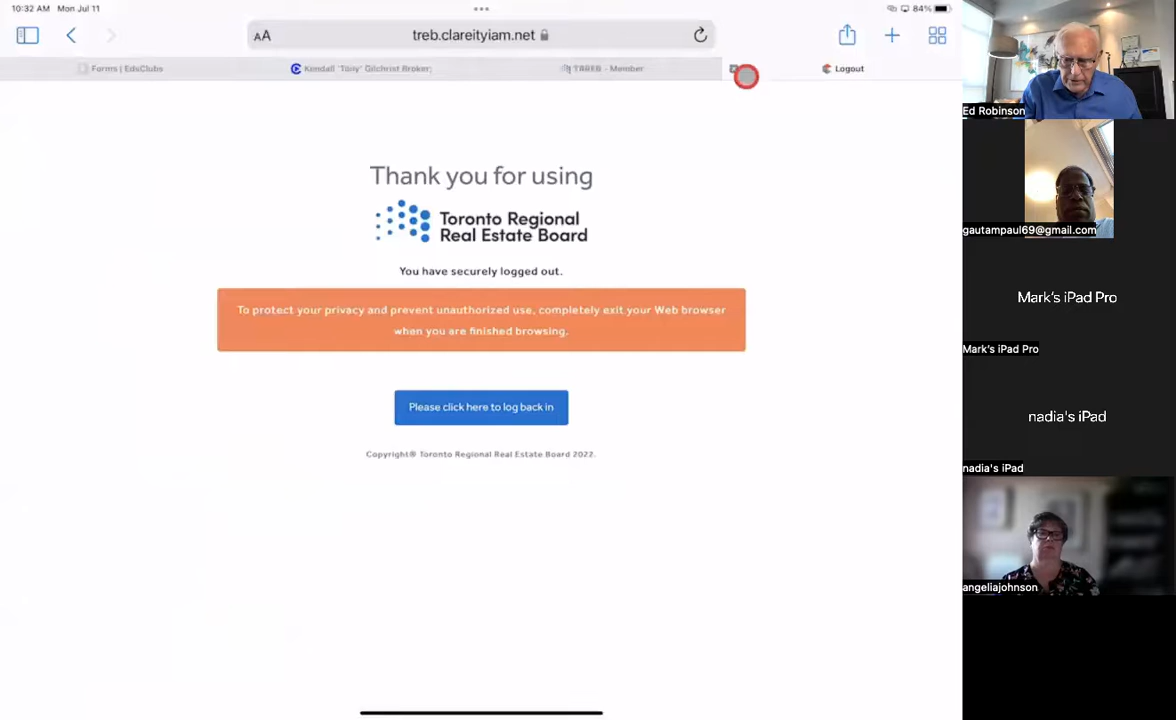 10:32 AM Mon Jul 11
84%
AA
treb.clareityiam.net
Forms | EdsClubs
Kendall 'Tony' Gilchrist Broker;
TRREB - Member
Logout
Thank you for using
Toronto Regional
Real Estate Board
You have securely logged out.
To protect your privacy and prevent unauthorized use, completely exit your Web browser
when you are finished browsing.
Please click here to log back in
Copyright® Toronto Regional Real Estate Board 2022.
Ed Robinson
gautampaul69@gmail.com
Mark's iPad Pro
Mark's iPad Pro
nadia's iPad
nadia's iPad
angeliajohnson